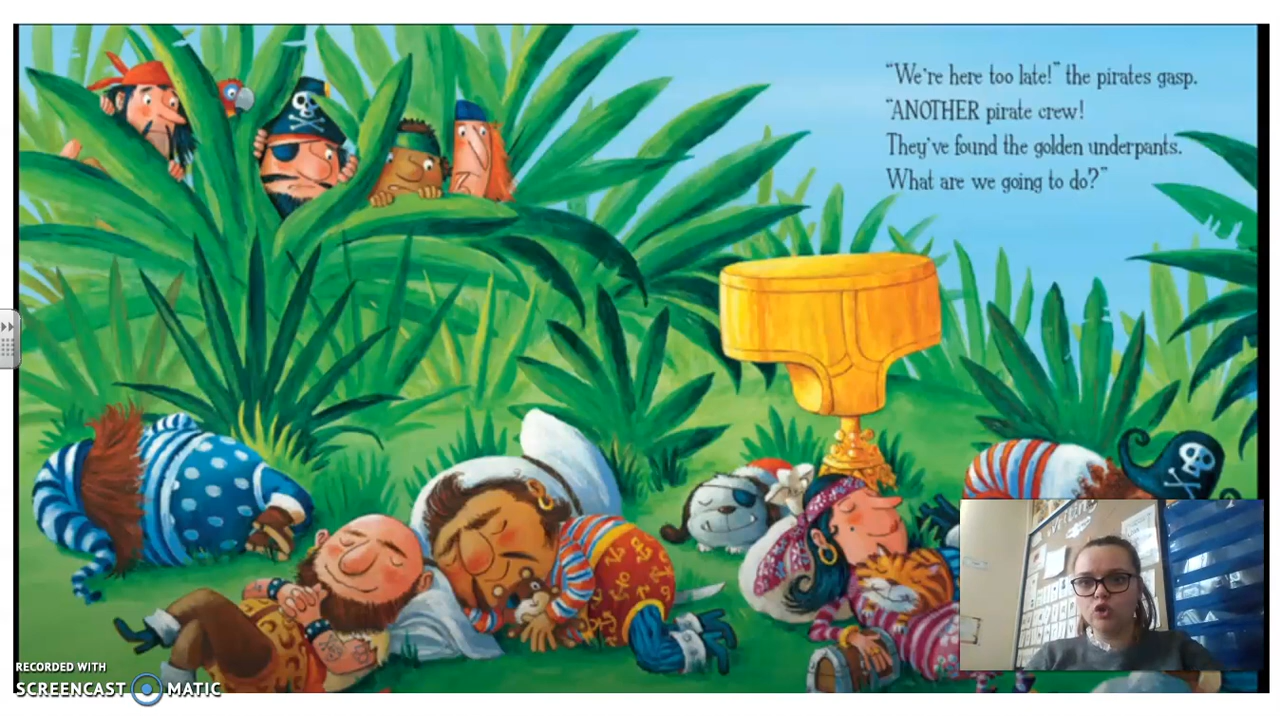 “We're here too late!” the pirates gasp.
“ANOTHER pirate crew!
They've found the golden underpants.
What are we going to do?”
writing
RECORDED WITH
SCREENCAST MATIC